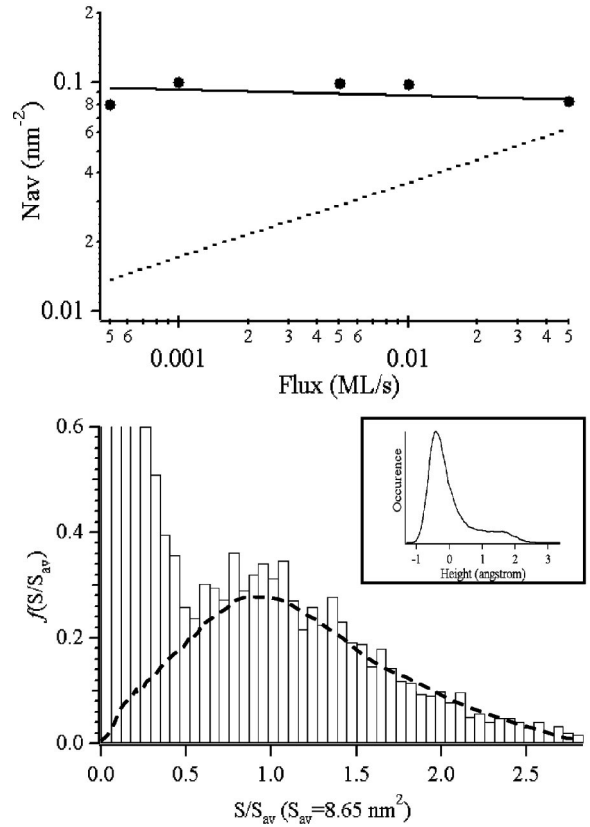 2
0.1
8
6
4
2
0.01
Nav (nm-2)
5 6 2 3 4 5 6 2 3 4 5
0.001 0.01
Flux (ML/s)
0.6
0.4
0.2
0.0
f(S/Sav)
Occurence
-1 0 1 2 3
Height (angstrom)
0.0 0.5 1.0 1.5 2.0 2.5
S/Sav (Sav=8.65 nm2)